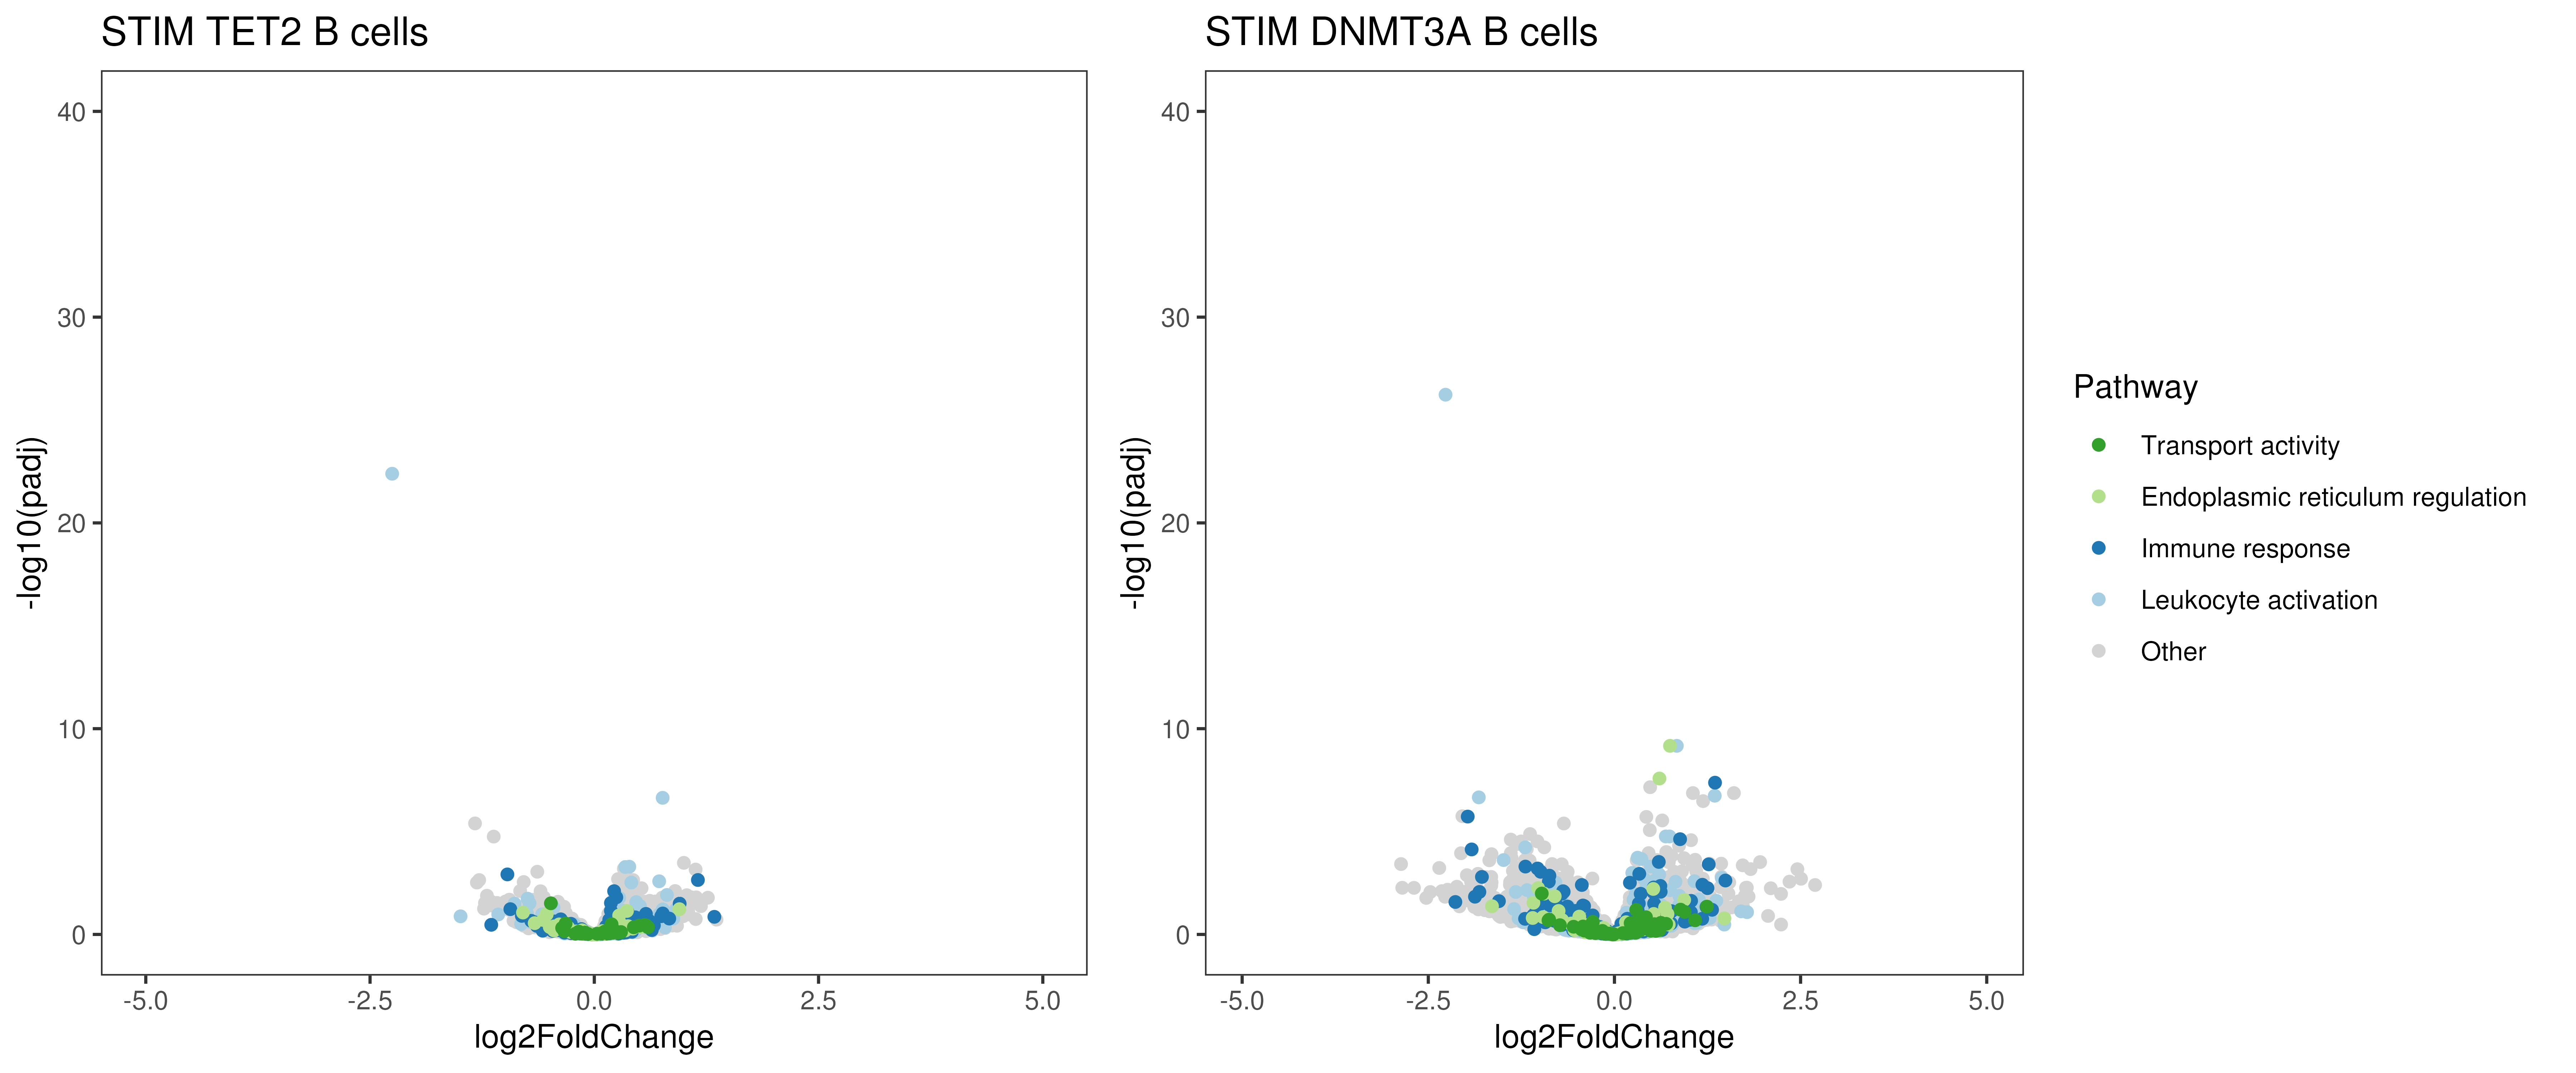 STIM TET2 B cells
40
30
20
10
0
-log10(padj)
-5.0
-2.5
0.0
2.5
5.0
log2FoldChange
STIM DNMT3A B cells
40
30
20
10
0
-log10(padj)
-5.0
-2.5
0.0
2.5
5.0
log2FoldChange
Pathway
Transport activity
Endoplasmic reticulum regulation
Immune response
Leukocyte activation
Other